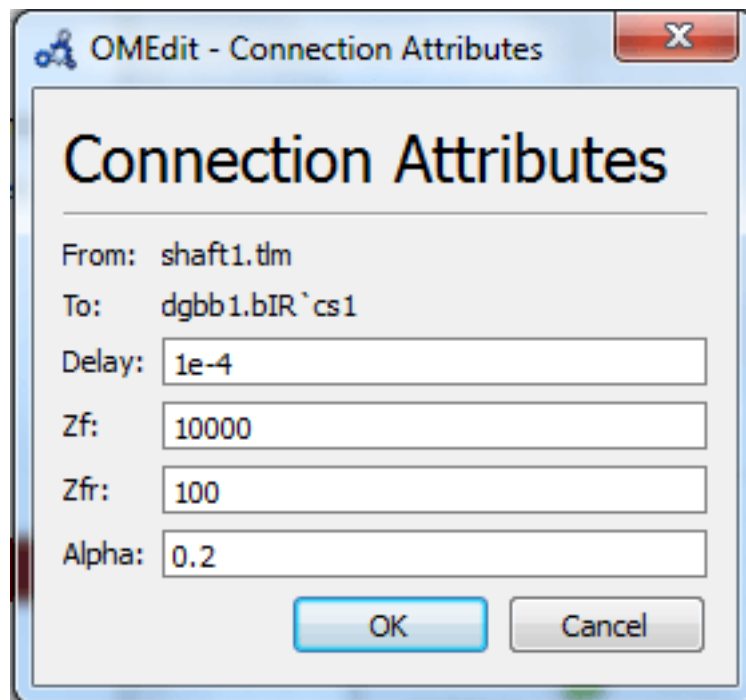 OMEdit - Connection Attributes
Connection Attributes
From: shaft1.tlm
To: dgbb1.bIR`cs1
Delay: 1e-4
Zf: 10000
Zfr: 100
Alpha: 0.2
OK Cancel